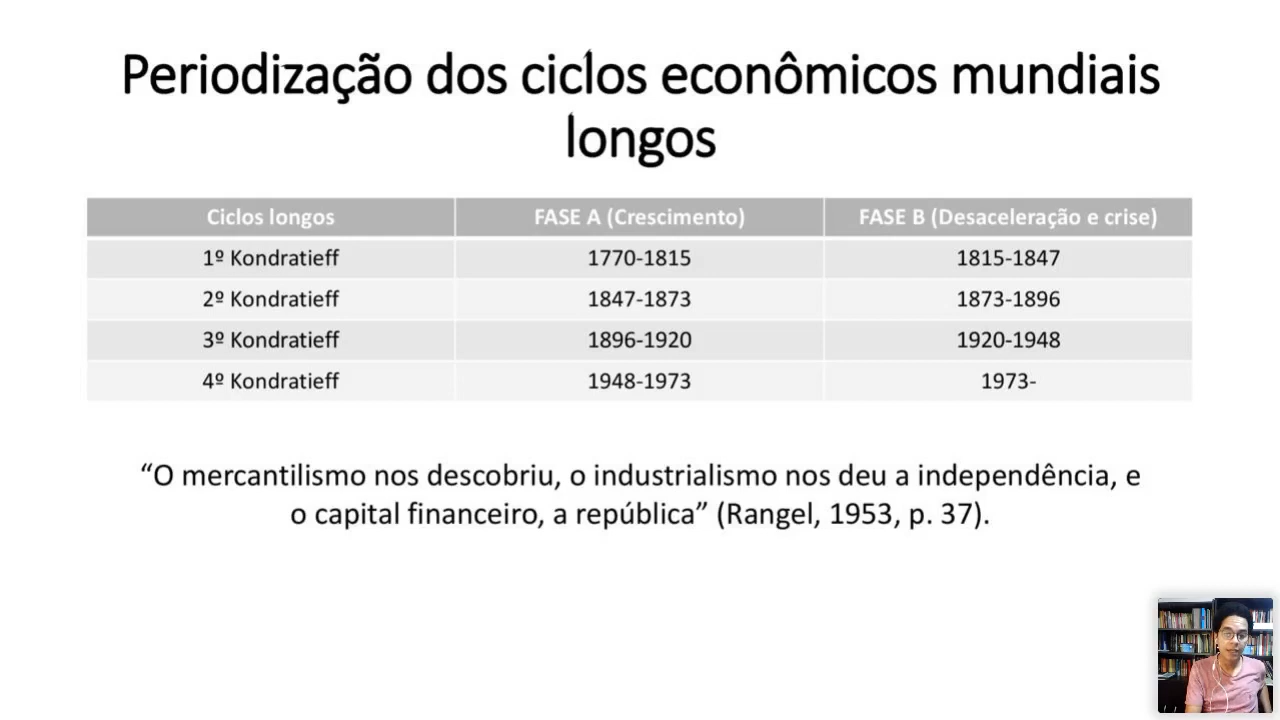 Periodização dos ciclos econômicos mundiais
longos
Ciclos longos FASE A (Crescimento) FASE B (Desaceleração e crise)
1º Kondratieff 1770-1815 1815-1847
2º Kondratieff 1847-1873 1873-1896
3º Kondratieff 1896-1920 1920-1948
4º Kondratieff 1948-1973 1973-
“O mercantilismo nos descobriu, o industrialismo nos deu a independência, e
o capital financeiro, a república” (Rangel, 1953, p. 37).